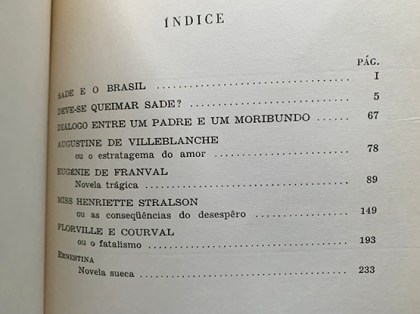 ÍNDICE
PÁG.
SADE E O BRASIL ........................ I
DEVE-SE QUEIMAR SADE? ........................ 5
DIÁLOGO ENTRE UM PADRE E UM MORIBUNDO ........ 67
AUGUSTINE DE VILLEBLANCHE
ou o estratagema do amor ........................ 78
EUGÉNIE DE FRANVAL
Novela trágica ........................ 89
MISS HENRIETTE STRALSON
ou as conseqüências do desespêro ................ 149
FLORVILLE E COURVAL
ou o fatalismo ........................ 193
ERNESTINA
Novela sueca ........................ 233